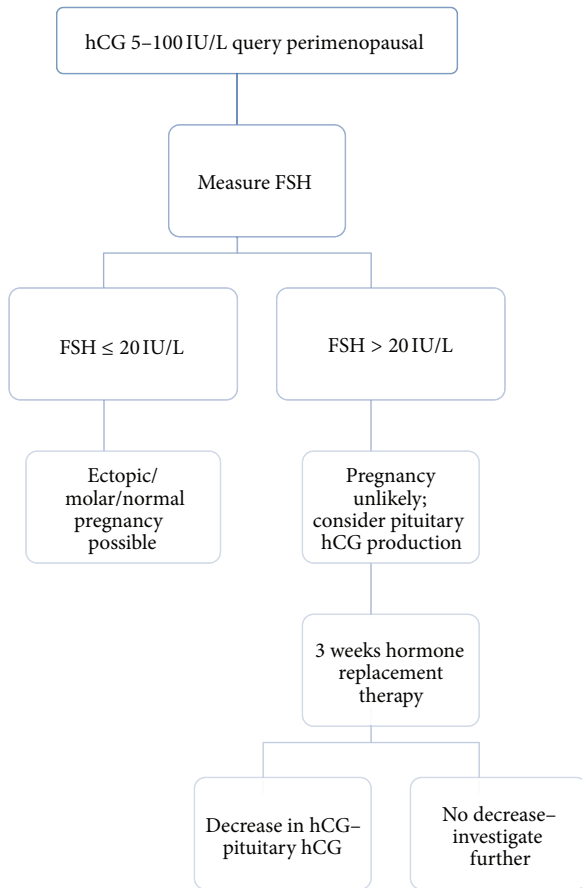 hCG 5–100 IU/L query perimenopausal
Measure FSH
FSH ≤ 20 IU/L
FSH > 20 IU/L
Ectopic/
molar/normal
pregnancy
possible
Pregnancy
unlikely;
consider pituitary
hCG production
3 weeks hormone
replacement
therapy
Decrease in hCG–
pituitary hCG
No decrease–
investigate
further